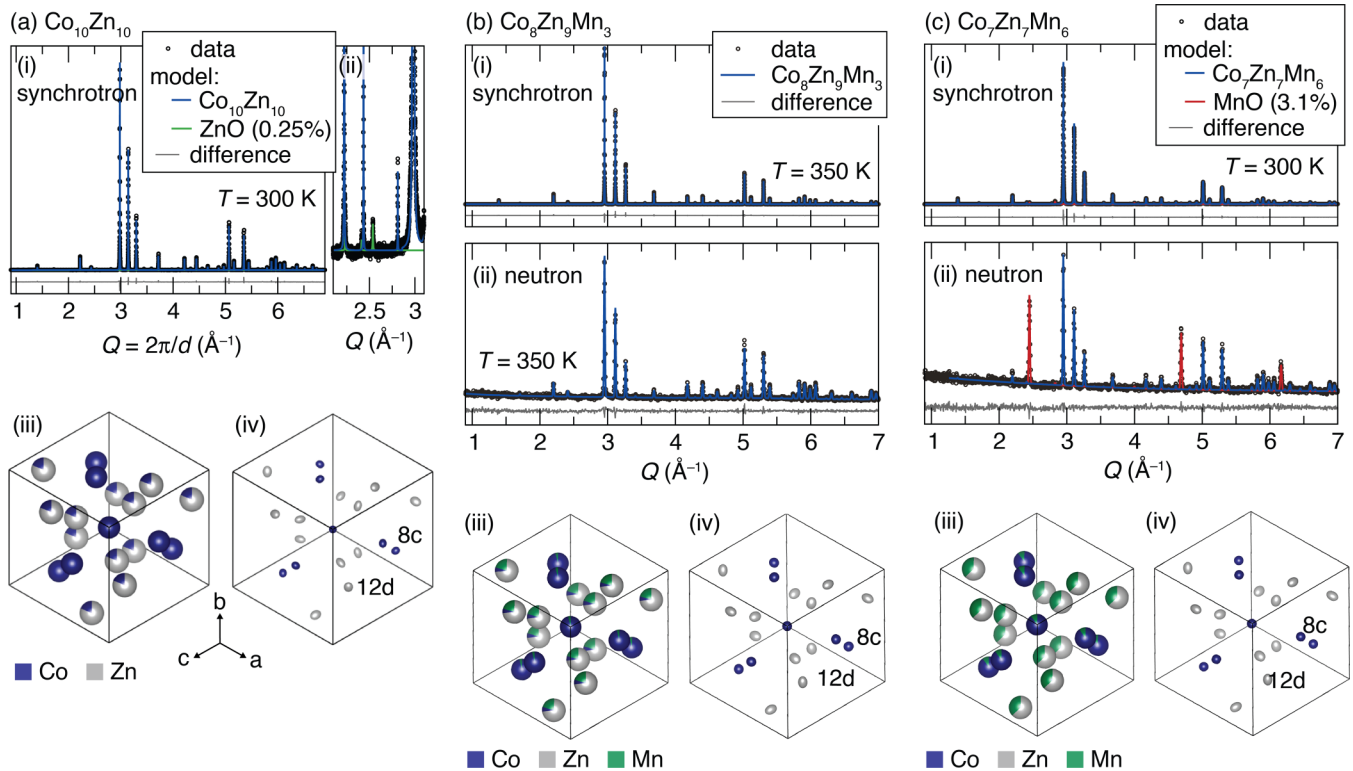 (a) Co₁₀Zn₁₀
(i)
synchrotron
data
model:
Co₁₀Zn₁₀
ZnO (0.25%)
difference
T = 300 K
(ii)
1 2 3 4 5 6
Q = 2π/d (Å⁻¹)
2 2.5 3
Q (Å⁻¹)
(iii)
(iv)
8c
12d
b
c
a
Co Zn
(b) Co₈Zn₉Mn₃
(i)
synchrotron
data
Co₈Zn₉Mn₃
difference
T = 350 K
(ii) neutron
T = 350 K
1 2 3 4 5 6 7
Q (Å⁻¹)
(iii)
(iv)
8c
12d
Co Zn Mn
(c) Co₇Zn₇Mn₆
(i)
synchrotron
data
model:
Co₇Zn₇Mn₆
MnO (3.1%)
difference
T = 300 K
(ii) neutron
1 2 3 4 5 6 7
Q (Å⁻¹)
(iii)
(iv)
8c
12d
Co Zn Mn